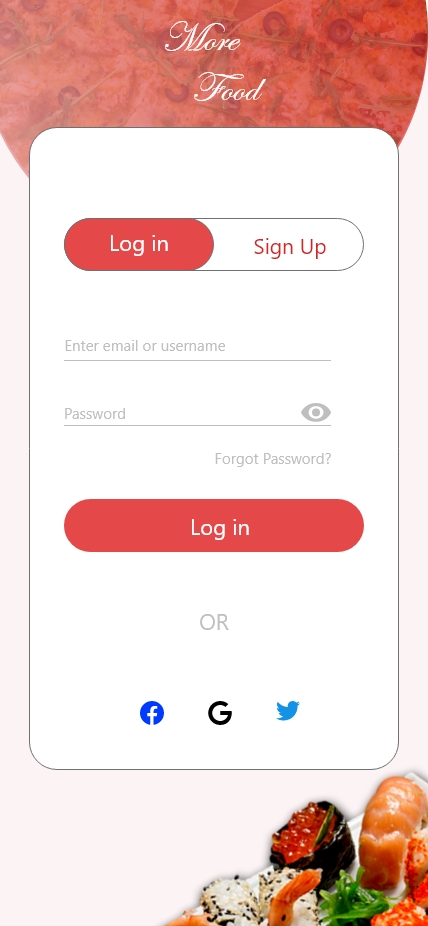 More
Food
Log in
Sign Up
Enter email or username
Password
Forgot Password?
Log in
OR